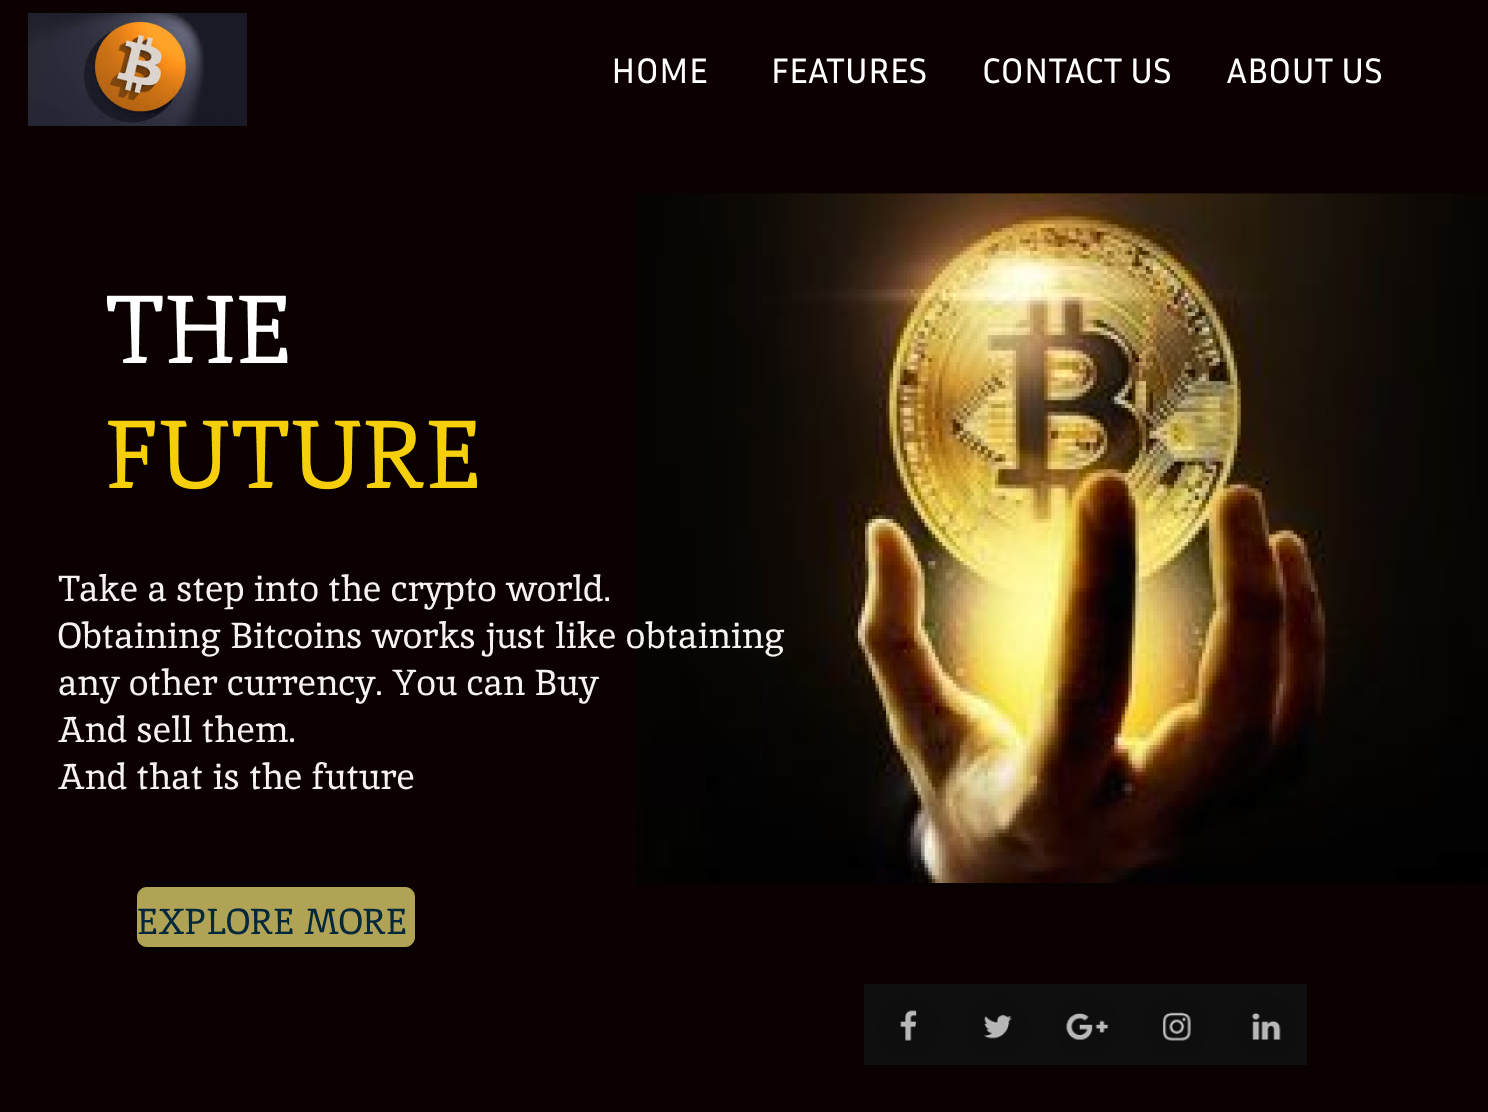 HOME FEATURES CONTACT US ABOUT US
THE
FUTURE
Take a step into the crypto world.
Obtaining Bitcoins works just like obtaining
any other currency. You can Buy
And sell them.
And that is the future
EXPLORE MORE